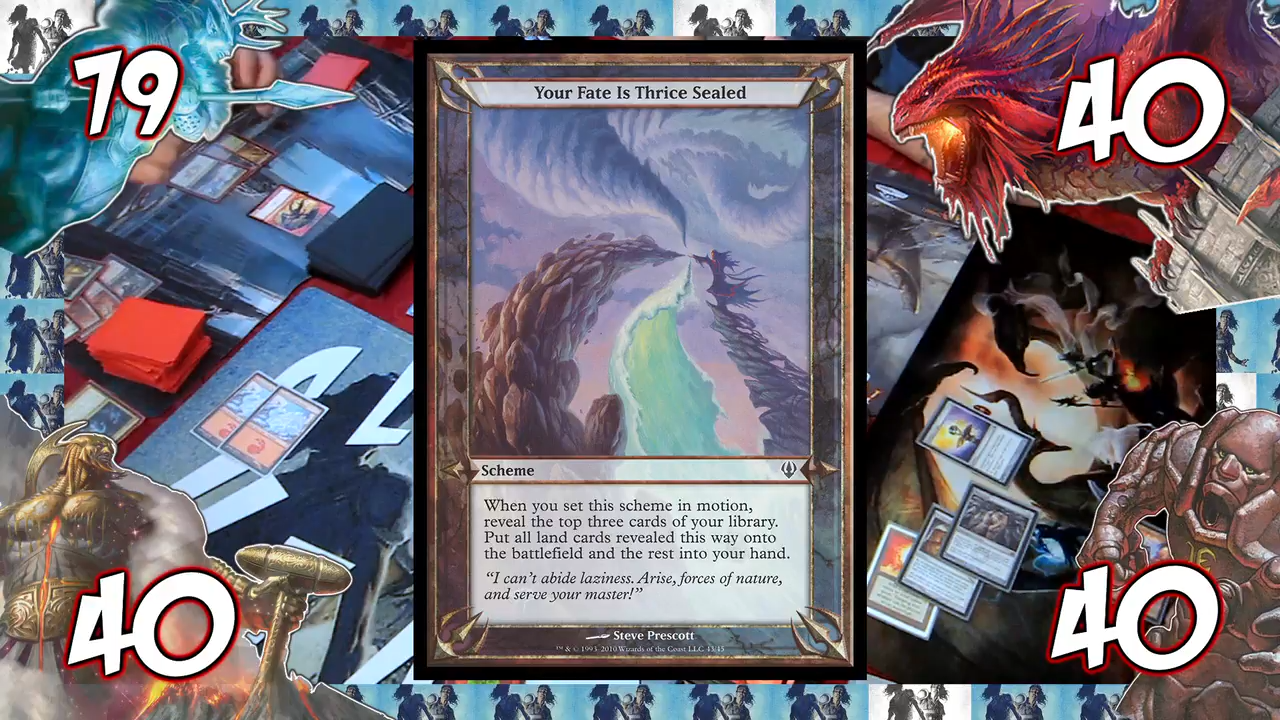 79
40
Your Fate Is Thrice Sealed
Scheme
When you set this scheme in motion,
reveal the top three cards of your library.
Put all land cards revealed this way onto
the battlefield and the rest into your hand.
"I can't abide laziness. Arise, forces of nature,
and serve your master!"
Steve Prescott
™ & © 1993–2010 Wizards of the Coast LLC 43/45
40
40